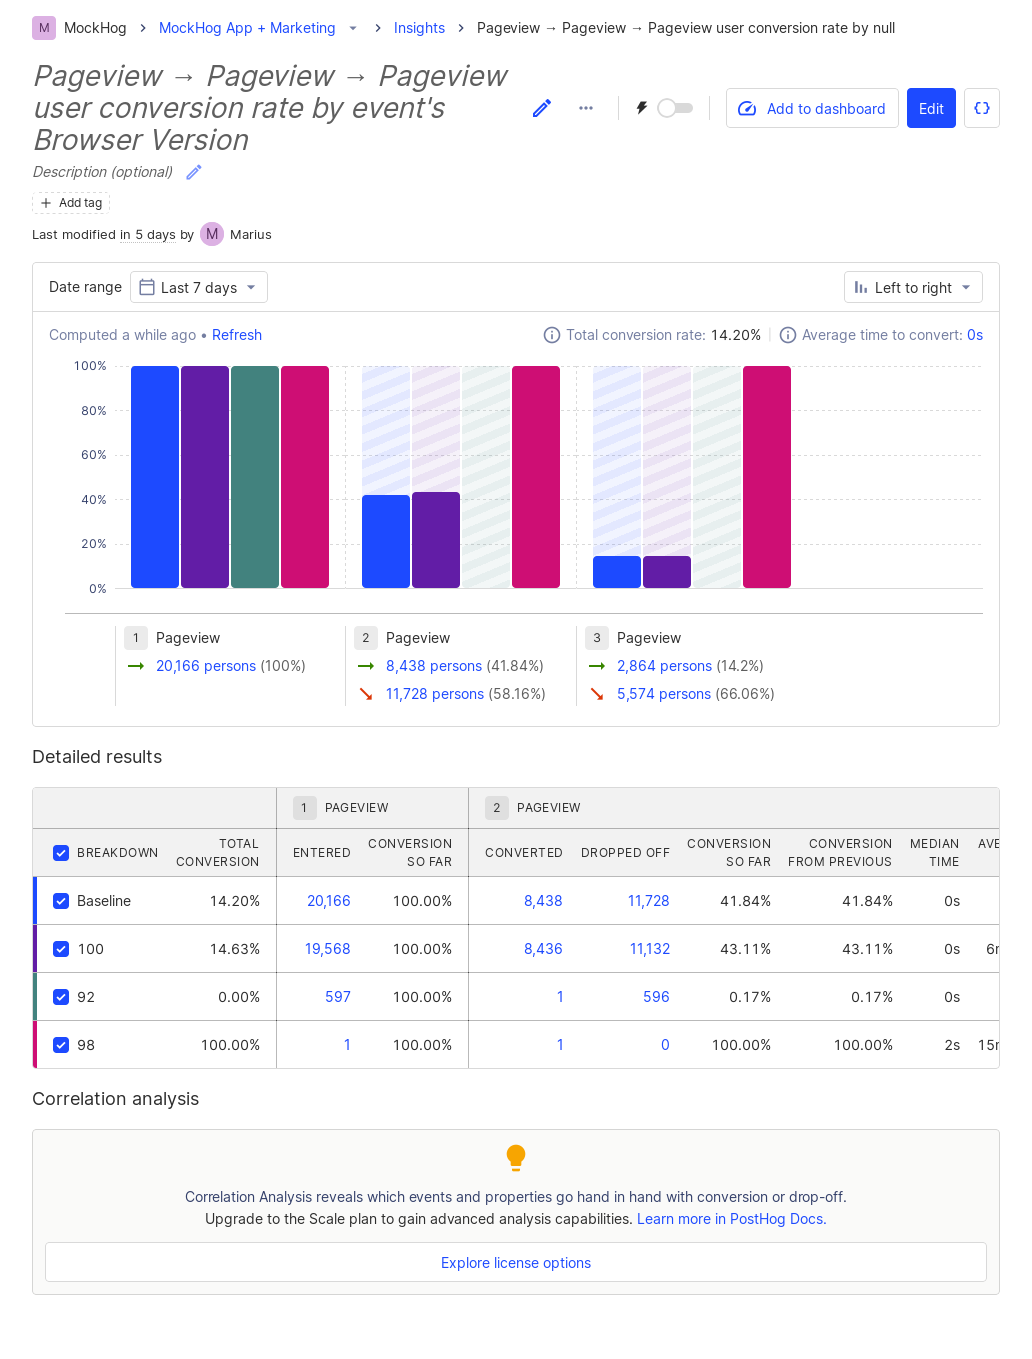 M MockHog > MockHog App + Marketing > Insights > Pageview → Pageview → Pageview user conversion rate by null
Pageview → Pageview → Pageview
user conversion rate by event's
Browser Version
Add to dashboard Edit
Description (optional)
Add tag
Last modified in 5 days by M Marius
Date range Last 7 days Left to right
Computed a while ago • Refresh Total conversion rate: 14.20% Average time to convert: 0s
100%
80%
60%
40%
20%
0%
1 Pageview 2 Pageview 3 Pageview
20,166 persons (100%) 8,438 persons (41.84%) 2,864 persons (14.2%)
11,728 persons (58.16%) 5,574 persons (66.06%)
Detailed results
1 PAGEVIEW 2 PAGEVIEW
BREAKDOWN TOTAL CONVERSION ENTERED CONVERSION SO FAR CONVERTED DROPPED OFF CONVERSION SO FAR CONVERSION FROM PREVIOUS MEDIAN TIME AVE
Baseline 14.20% 20,166 100.00% 8,438 11,728 41.84% 41.84% 0s
100 14.63% 19,568 100.00% 8,436 11,132 43.11% 43.11% 0s 6
92 0.00% 597 100.00% 1 596 0.17% 0.17% 0s
98 100.00% 1 100.00% 1 0 100.00% 100.00% 2s 15
Correlation analysis
Correlation Analysis reveals which events and properties go hand in hand with conversion or drop-off.
Upgrade to the Scale plan to gain advanced analysis capabilities. Learn more in PostHog Docs.
Explore license options